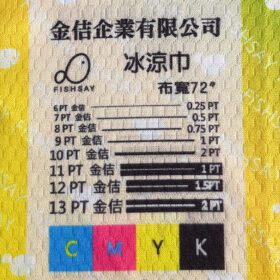 金佶企業有限公司
FISHSAY
冰涼巾
布寬72"
6 PT 金佶 0.25 PT
7 PT 金佶 0.5 PT
8 PT 金佶 0.75 PT
9 PT 金佶 1 PT
10 PT 金佶 2 PT
11 PT 金佶 1 PT
12 PT 金佶 1.5PT
13 PT 金佶 2 PT
C M Y K
FISHSAY